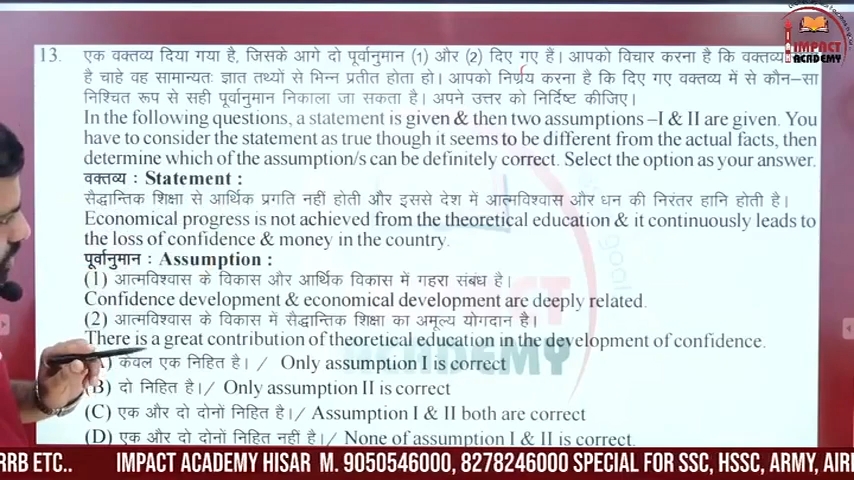 IMPACT
ACADEMY
13. एक वक्तव्य दिया गया है, जिसके आगे दो पूर्वानुमान (1) और (2) दिए गए हैं। आपको विचार करना है कि वक्तव्य
है चाहे वह सामान्यतः ज्ञात तथ्यों से भिन्न प्रतीत होता हो। आपको निर्णय करना है कि दिए गए वक्तव्य में से कौन-सा
निश्चित रूप से सही पूर्वानुमान निकाला जा सकता है। अपने उत्तर को निर्दिष्ट कीजिए।
In the following questions, a statement is given & then two assumptions –I & II are given. You
have to consider the statement as true though it seems to be different from the actual facts, then
determine which of the assumption/s can be definitely correct. Select the option as your answer.
वक्तव्य : Statement :
सैद्धान्तिक शिक्षा से आर्थिक प्रगति नहीं होती और इससे देश में आत्मविश्वास और धन की निरंतर हानि होती है।
Economical progress is not achieved from the theoretical education & it continuously leads to
the loss of confidence & money in the country.
पूर्वानुमान : Assumption :
(1) आत्मविश्वास के विकास और आर्थिक विकास में गहरा संबंध है।
Confidence development & economical development are deeply related.
(2) आत्मविश्वास के विकास में सैद्धान्तिक शिक्षा का अमूल्य योगदान है।
There is a great contribution of theoretical education in the development of confidence.
केवल एक निहित है। / Only assumption I is correct
(B) दो निहित है।/ Only assumption II is correct
(C) एक और दो दोनों निहित है।/ Assumption I & II both are correct
(D) एक और दो दोनों निहित नहीं है।/ None of assumption I & II is correct.
IMPACT
ACADEMY
goal
RRB ETC.. IMPACT ACADEMY HISAR M. 9050546000, 8278246000 SPECIAL FOR SSC, HSSC, ARMY,